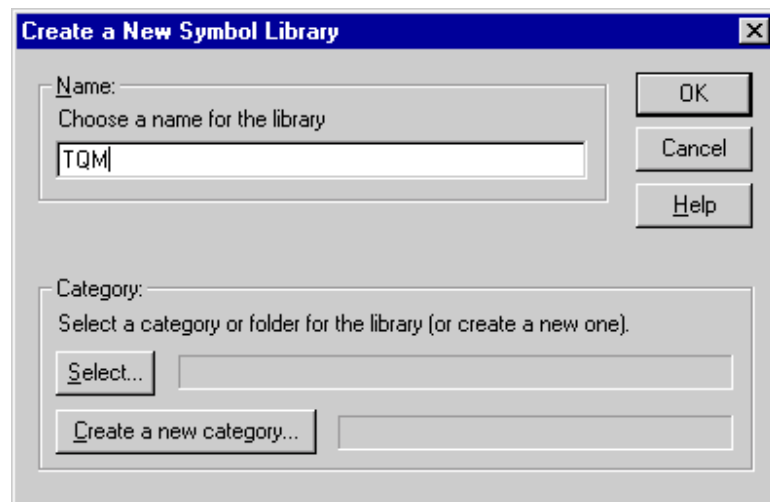 Create a New Symbol Library
Name:
Choose a name for the library
TQM
OK
Cancel
Help
Category:
Select a category or folder for the library (or create a new one).
Select...
Create a new category...